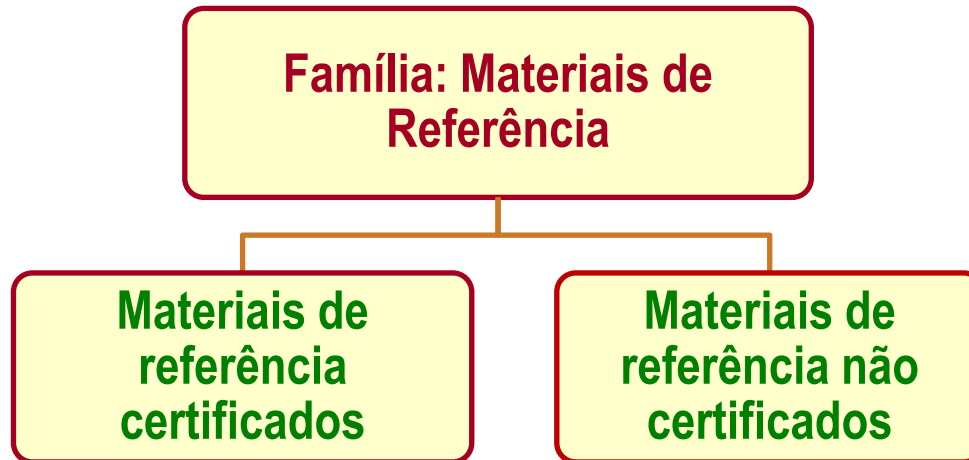 Família: Materiais de
Referência
Materiais de
referência
certificados
Materiais de
referência não
certificados